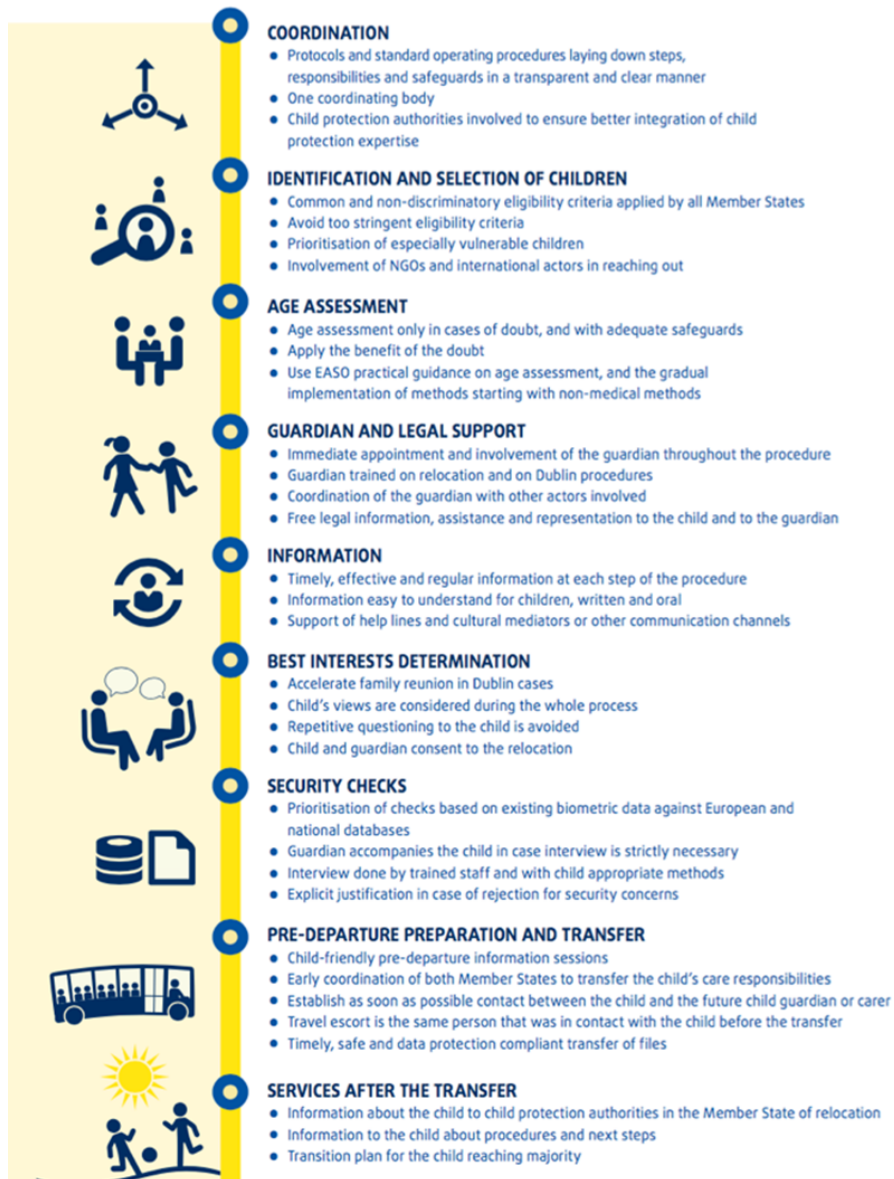 COORDINATION
● Protocols and standard operating procedures laying down steps,
responsibilities and safeguards in a transparent and clear manner
● One coordinating body
● Child protection authorities involved to ensure better integration of child
protection expertise
IDENTIFICATION AND SELECTION OF CHILDREN
● Common and non-discriminatory eligibility criteria applied by all Member States
● Avoid too stringent eligibility criteria
● Prioritisation of especially vulnerable children
● Involvement of NGOs and international actors in reaching out
AGE ASSESSMENT
● Age assessment only in cases of doubt, and with adequate safeguards
● Apply the benefit of the doubt
● Use EASO practical guidance on age assessment, and the gradual
implementation of methods starting with non-medical methods
GUARDIAN AND LEGAL SUPPORT
● Immediate appointment and involvement of the guardian throughout the procedure
● Guardian trained on relocation and on Dublin procedures
● Coordination of the guardian with other actors involved
● Free legal information, assistance and representation to the child and to the guardian
INFORMATION
● Timely, effective and regular information at each step of the procedure
● Information easy to understand for children, written and oral
● Support of help lines and cultural mediators or other communication channels
BEST INTERESTS DETERMINATION
● Accelerate family reunion in Dublin cases
● Child's views are considered during the whole process
● Repetitive questioning to the child is avoided
● Child and guardian consent to the relocation
SECURITY CHECKS
● Prioritisation of checks based on existing biometric data against European and
national databases
● Guardian accompanies the child in case interview is strictly necessary
● Interview done by trained staff and with child appropriate methods
● Explicit justification in case of rejection for security concerns
PRE-DEPARTURE PREPARATION AND TRANSFER
● Child-friendly pre-departure information sessions
● Early coordination of both Member States to transfer the child's care responsibilities
● Establish as soon as possible contact between the child and the future child guardian or carer
● Travel escort is the same person that was in contact with the child before the transfer
● Timely, safe and data protection compliant transfer of files
SERVICES AFTER THE TRANSFER
● Information about the child to child protection authorities in the Member State of relocation
● Information to the child about procedures and next steps
● Transition plan for the child reaching majority